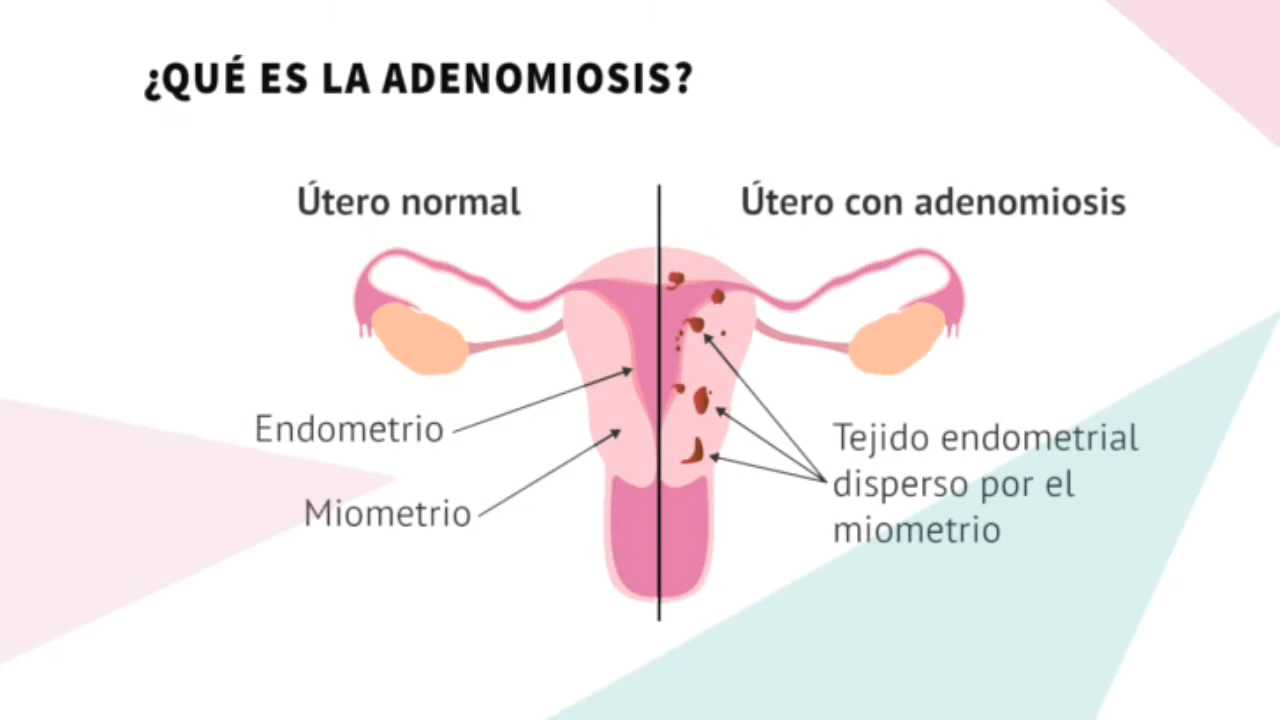 ¿QUÉ ES LA ADENOMIOSIS?
Útero normal
Útero con adenomiosis
Endometrio
Miometrio
Tejido endometrial
disperso por el
miometrio